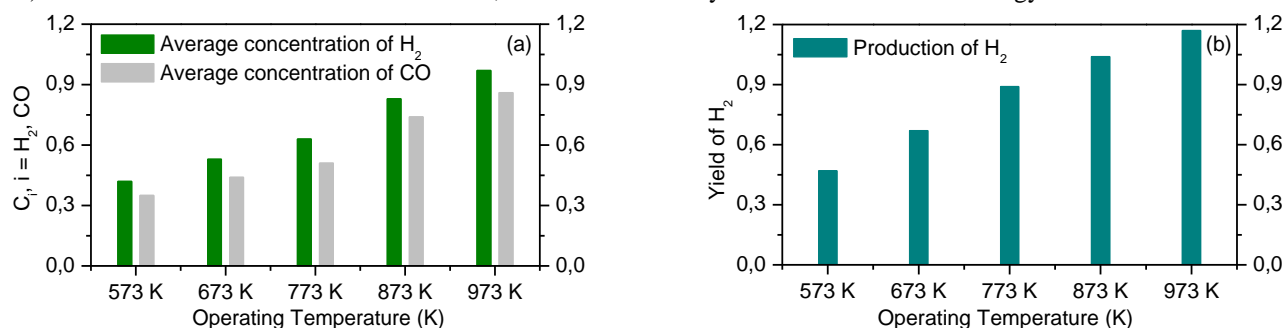 Average concentration of H2
Average concentration of CO
(a)
1,2
0,9
0,6
0,3
0,0
1,2
0,9
0,6
0,3
0,0
Ci, i = H2, CO
573 K 673 K 773 K 873 K 973 K
Operating Temperature (K)
Production of H2
(b)
1,2
0,9
0,6
0,3
0,0
1,2
0,9
0,6
0,3
0,0
Yield of H2
573 K 673 K 773 K 873 K 973 K
Operating Temperature (K)